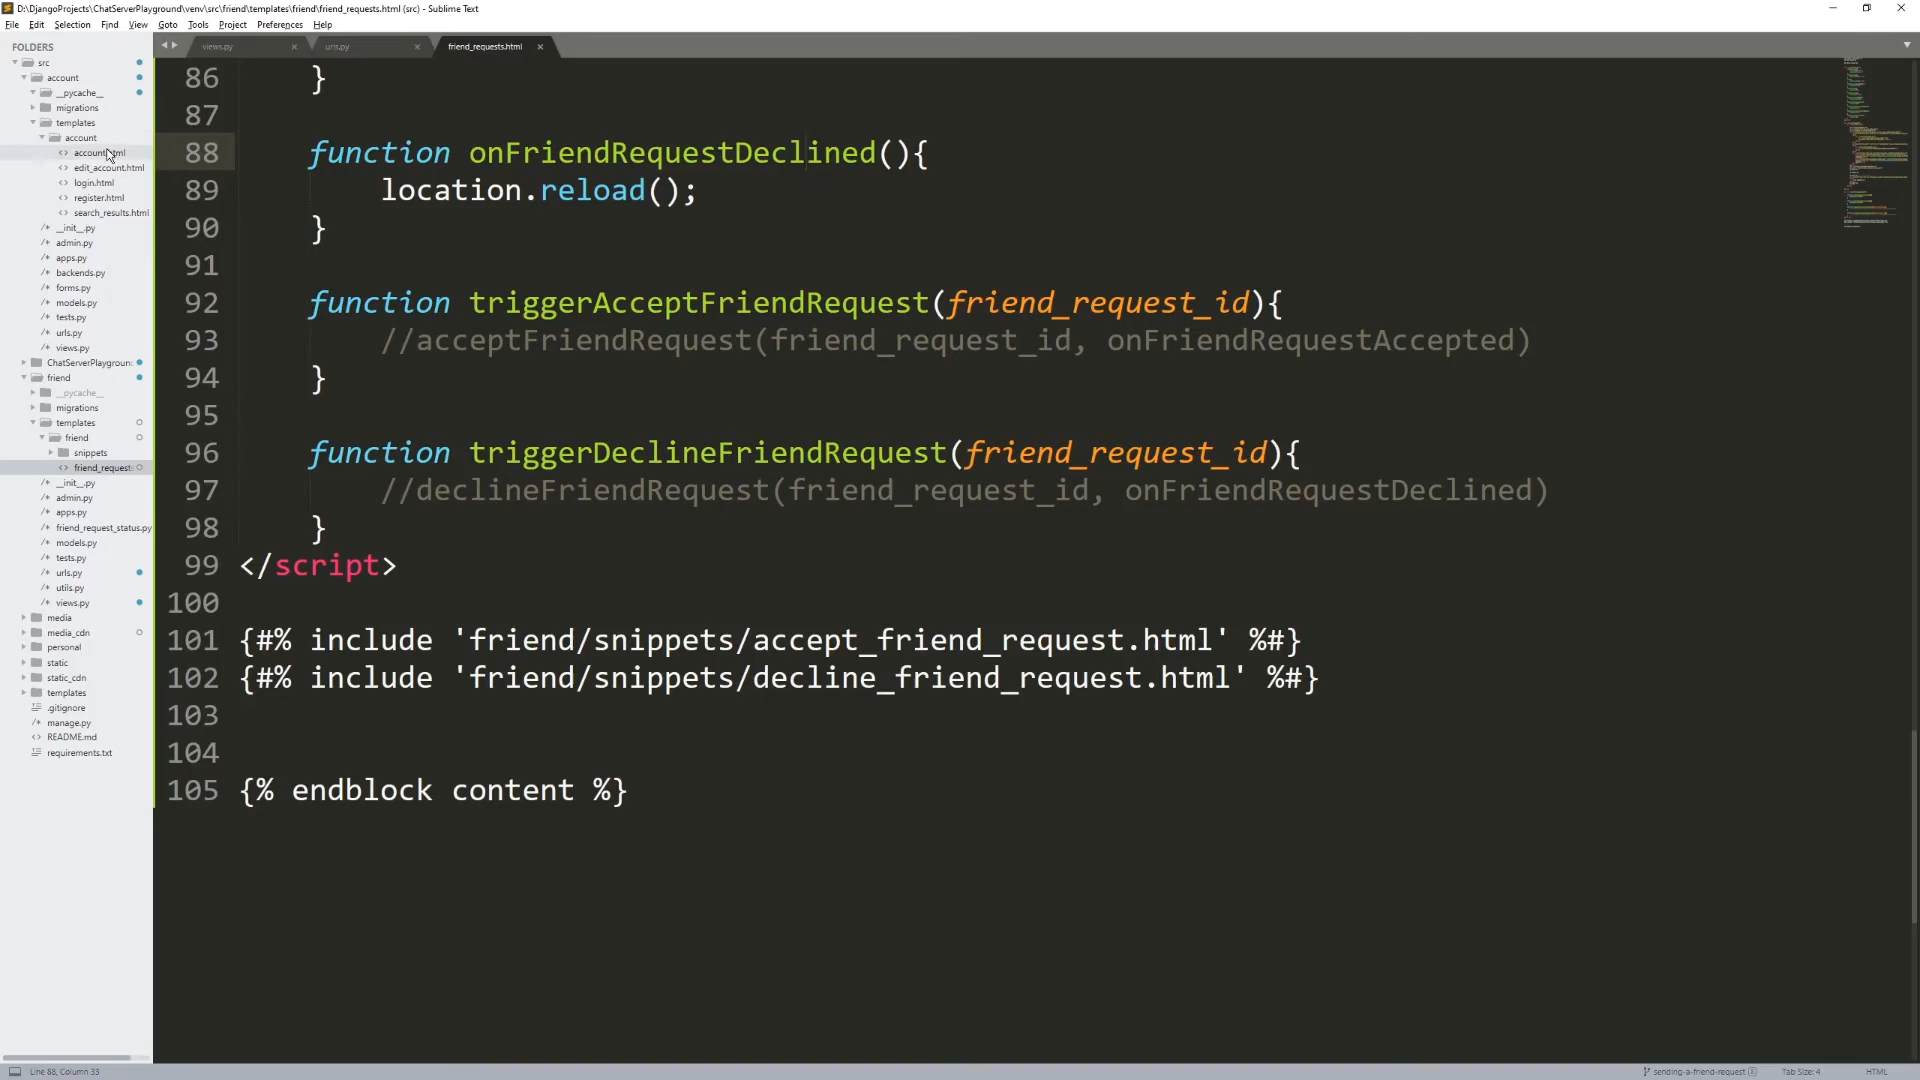 D:\DjangoProjects\ChatServerPlayground\venv\src\friend\templates\friend\friend_requests.html (src) - Sublime Text
File Edit Selection Find View Goto Tools Project Preferences Help
FOLDERS
src
account
__pycache__
migrations
templates
account
account.html
edit_account.html
login.html
register.html
search_results.html
__init__.py
admin.py
apps.py
backends.py
forms.py
models.py
tests.py
urls.py
views.py
ChatServerPlayground
friend
__pycache__
migrations
templates
friend
snippets
friend_request
__init__.py
admin.py
apps.py
friend_request_status.py
models.py
tests.py
urls.py
utils.py
views.py
media
media_cdn
personal
static
static_cdn
templates
.gitignore
manage.py
README.md
requirements.txt
views.py urls.py friend_requests.html
86 }
87
88 function onFriendRequestDeclined(){
89 location.reload();
90 }
91
92 function triggerAcceptFriendRequest(friend_request_id){
93 //acceptFriendRequest(friend_request_id, onFriendRequestAccepted)
94 }
95
96 function triggerDeclineFriendRequest(friend_request_id){
97 //declineFriendRequest(friend_request_id, onFriendRequestDeclined)
98 }
99 </script>
100
101 {#% include 'friend/snippets/accept_friend_request.html' %#}
102 {#% include 'friend/snippets/decline_friend_request.html' %#}
103
104
105 {% endblock content %}
Line 88, Column 33
sending-a-friend-request Tab Size: 4 HTML